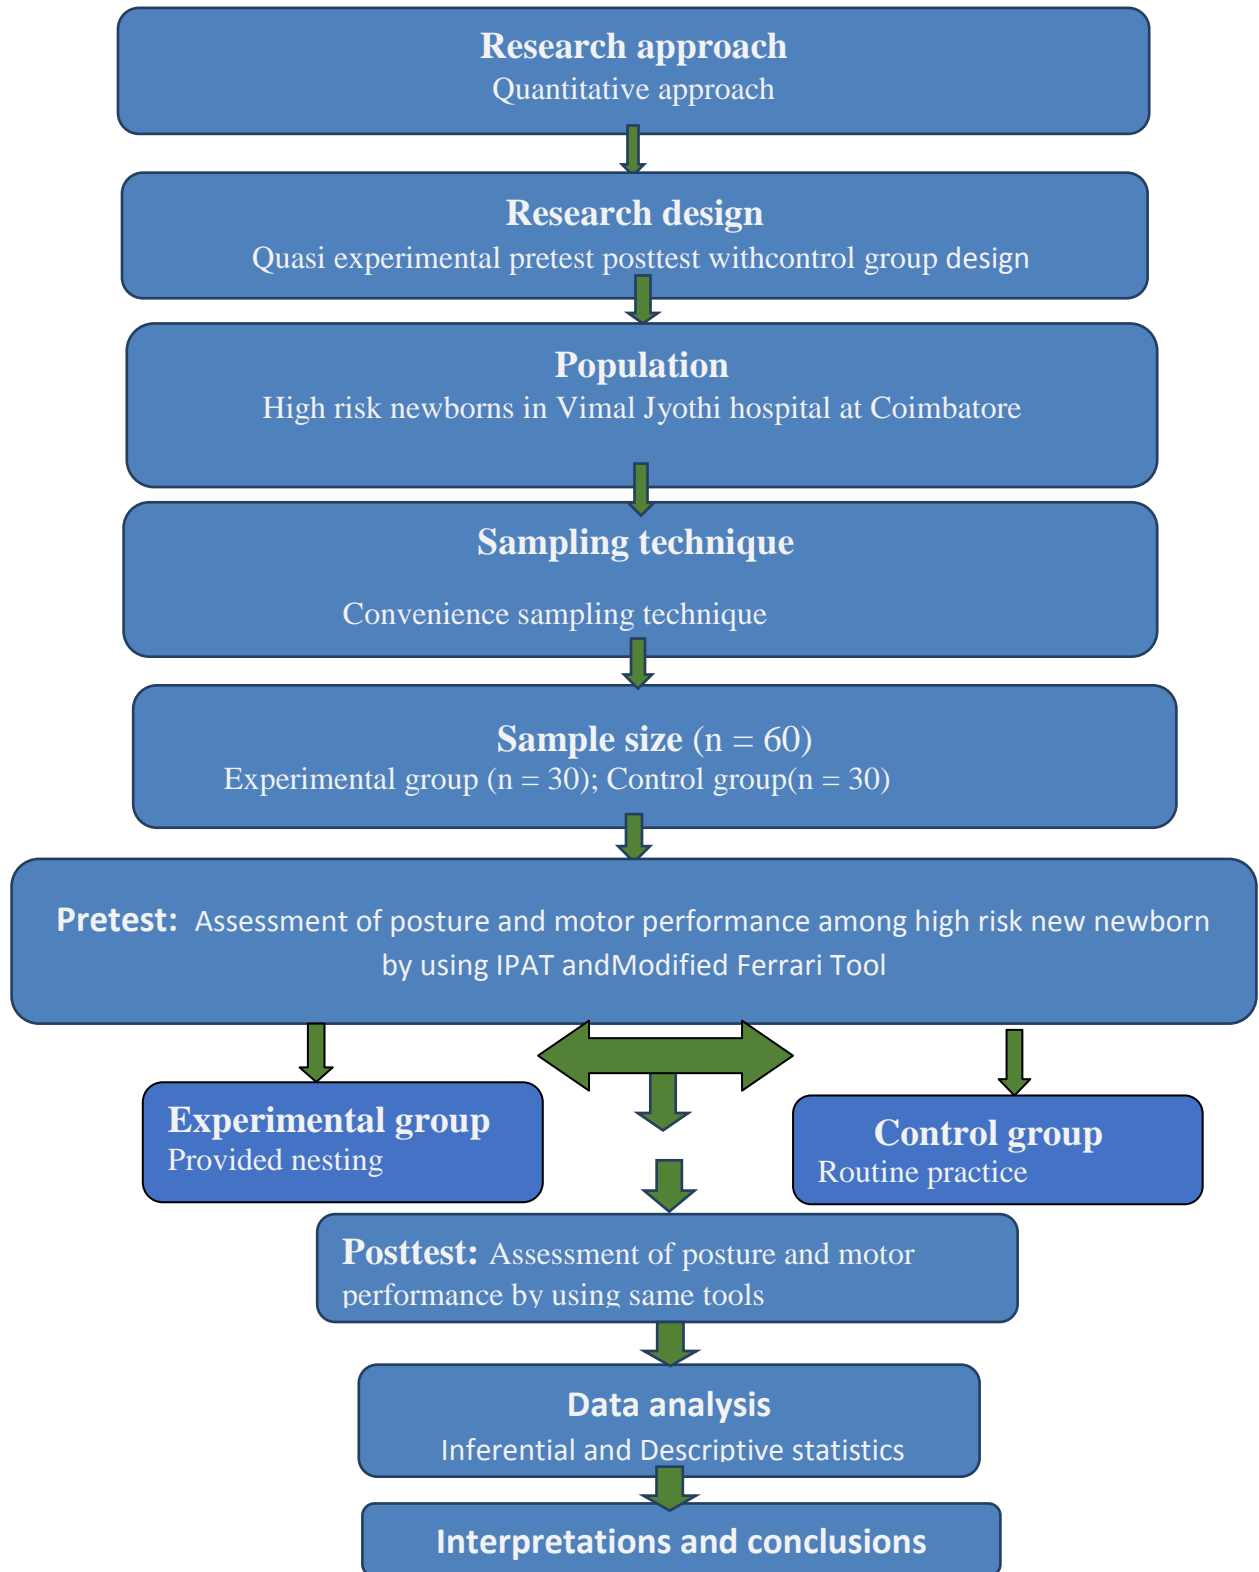 Research approach
Quantitative approach
Research design
Quasi experimental pretest posttest withcontrol group design
Population
High risk newborns in Vimal Jyothi hospital at Coimbatore
Sampling technique
Convenience sampling technique
Sample size (n = 60)
Experimental group (n = 30); Control group(n = 30)
Pretest: Assessment of posture and motor performance among high risk new newborn
by using IPAT andModified Ferrari Tool
Experimental group
Provided nesting
Control group
Routine practice
Posttest: Assessment of posture and motor
performance by using same tools
Data analysis
Inferential and Descriptive statistics
Interpretations and conclusions